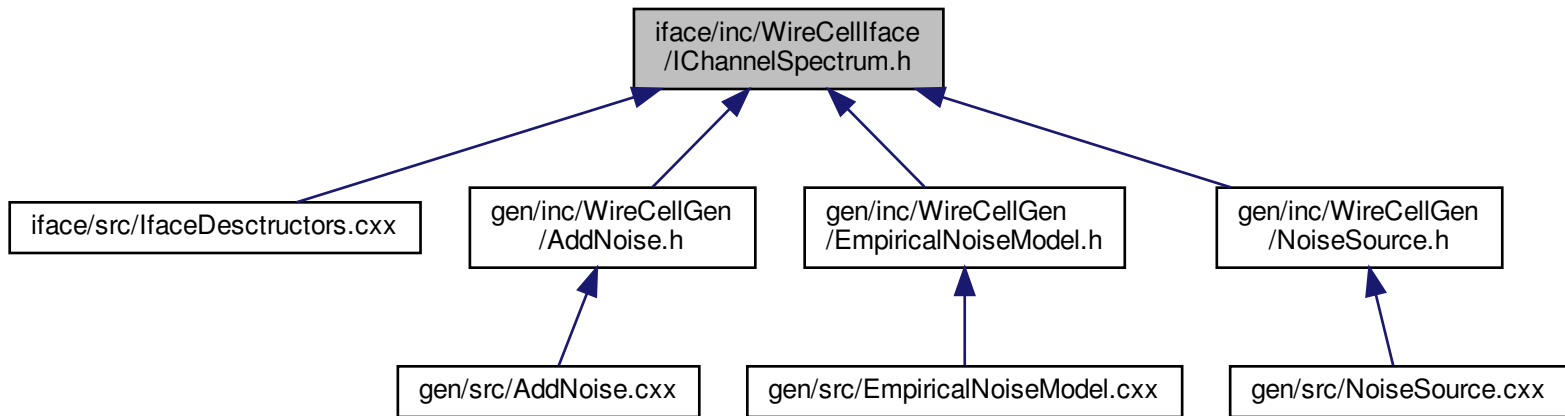 iface/inc/WireCellIface
/IChannelSpectrum.h
iface/src/IfaceDesctructors.cxx
gen/inc/WireCellGen
/AddNoise.h
gen/inc/WireCellGen
/EmpiricalNoiseModel.h
gen/inc/WireCellGen
/NoiseSource.h
gen/src/AddNoise.cxx
gen/src/EmpiricalNoiseModel.cxx
gen/src/NoiseSource.cxx